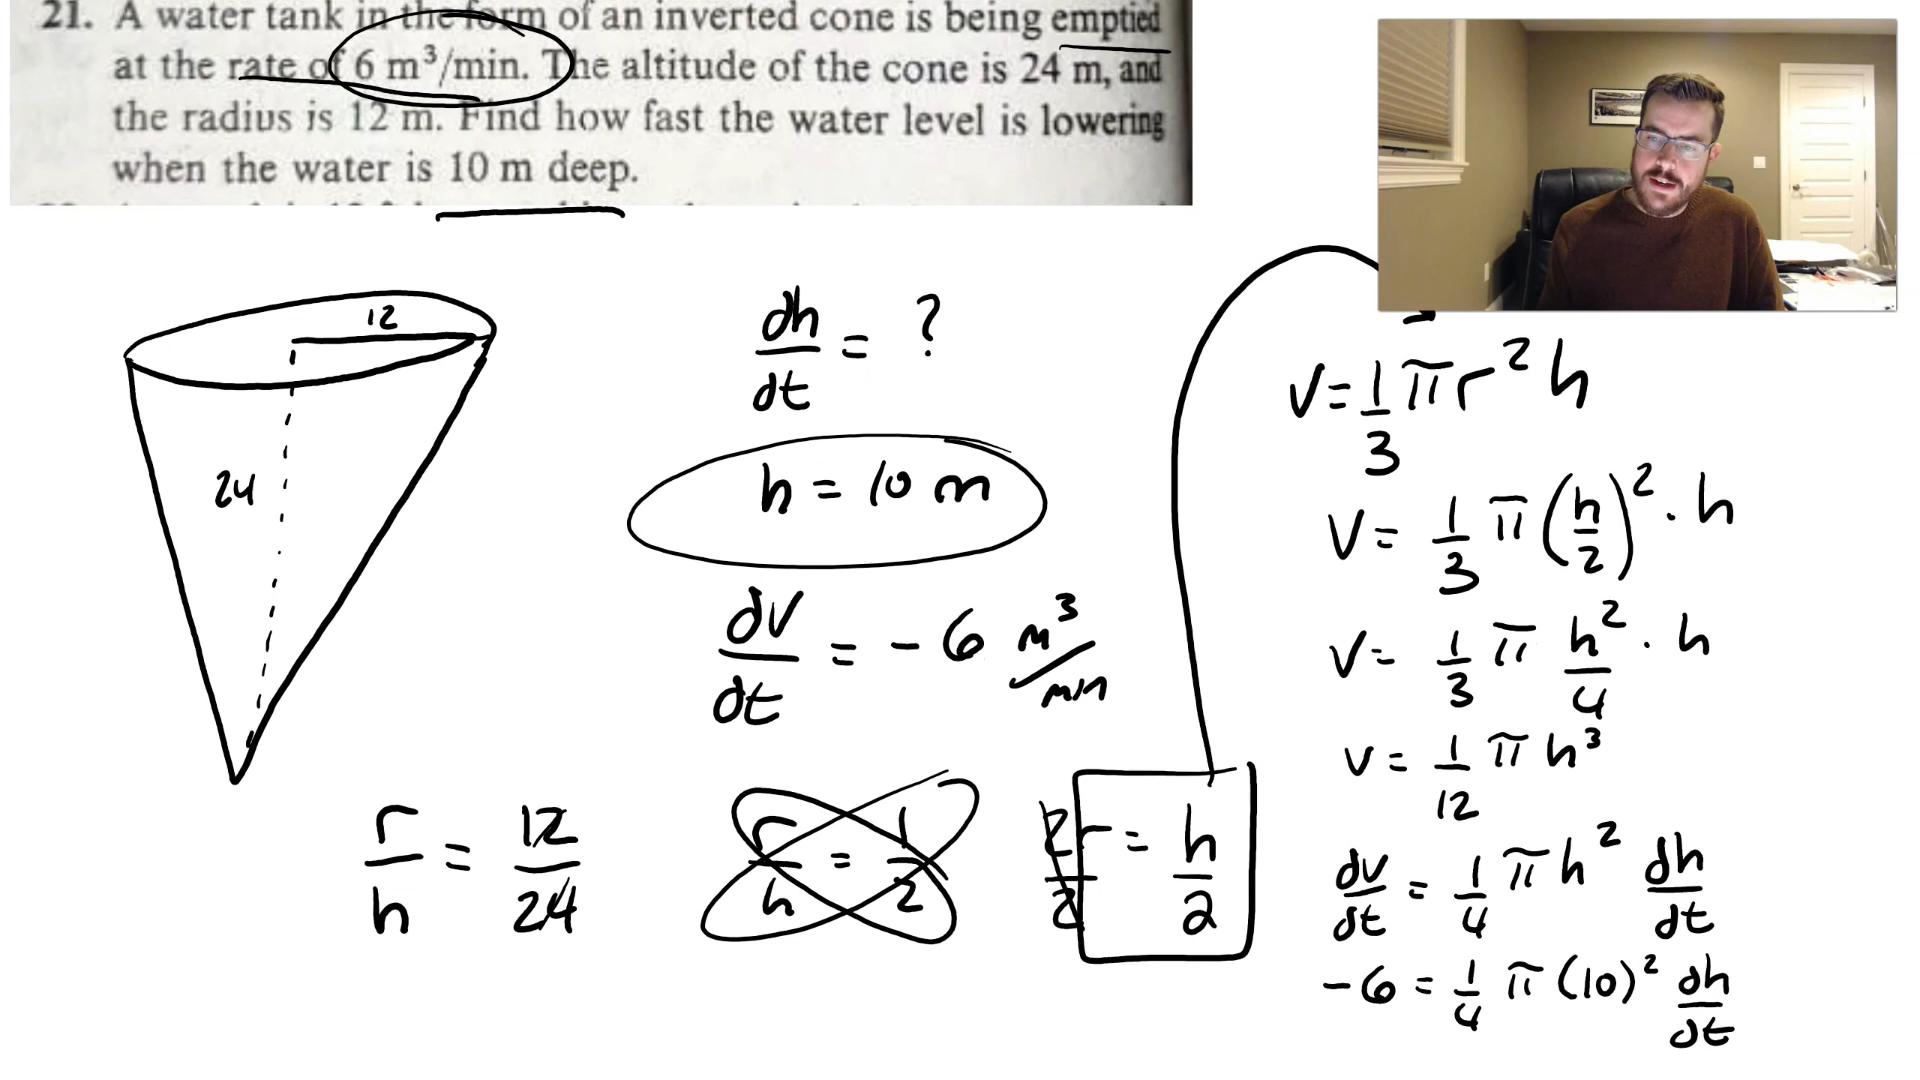 21. A water tank in the form of an inverted cone is being emptied
at the rate of 6 m³/min. The altitude of the cone is 24 m, and
the radius is 12 m. Find how fast the water level is lowering
when the water is 10 m deep.
12
24
dh/dt = ?
h = 10 m
dV/dt = - 6 m³/min
r/h = 12/24
r/h = 1/2
2r/2 = h/2
V = 1/3 π r² h
V = 1/3 π (h/2)² · h
V = 1/3 π h²/4 · h
V = 1/12 π h³
dV/dt = 1/4 π h² dh/dt
-6 = 1/4 π (10)² dh/dt